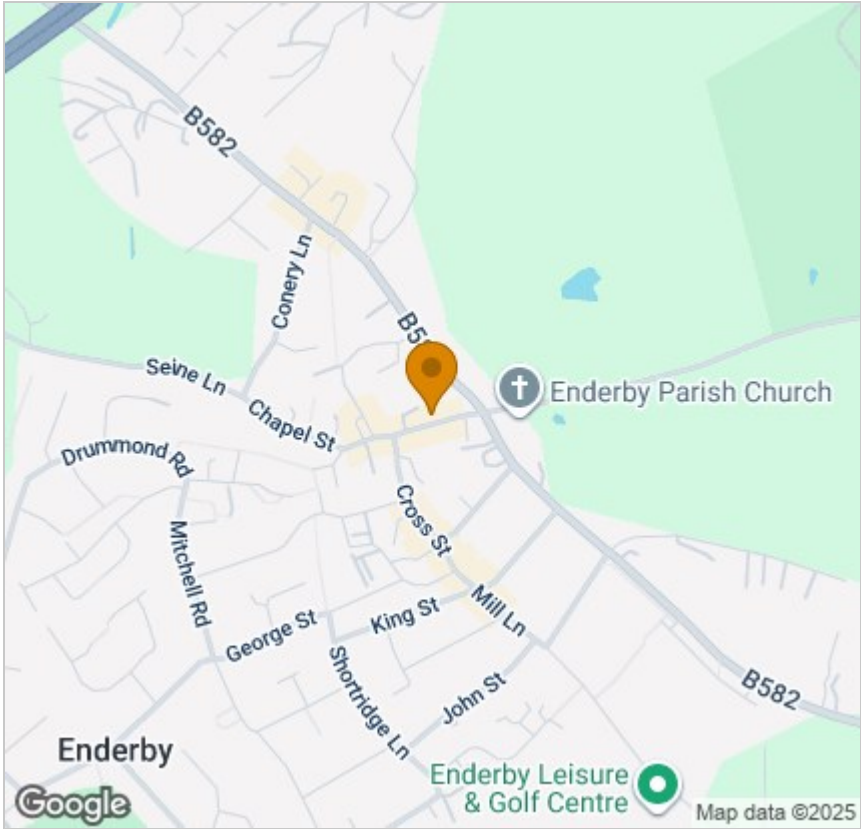 B582
Conery Ln
B5
Seine Ln
Enderby Parish Church
Chapel St
Drummond Rd
Cross St
Mitchell Rd
Mill Ln
King St
George St
Shortridge Ln
John St
B582
Enderby
Enderby Leisure
& Golf Centre
Google
Map data ©2025